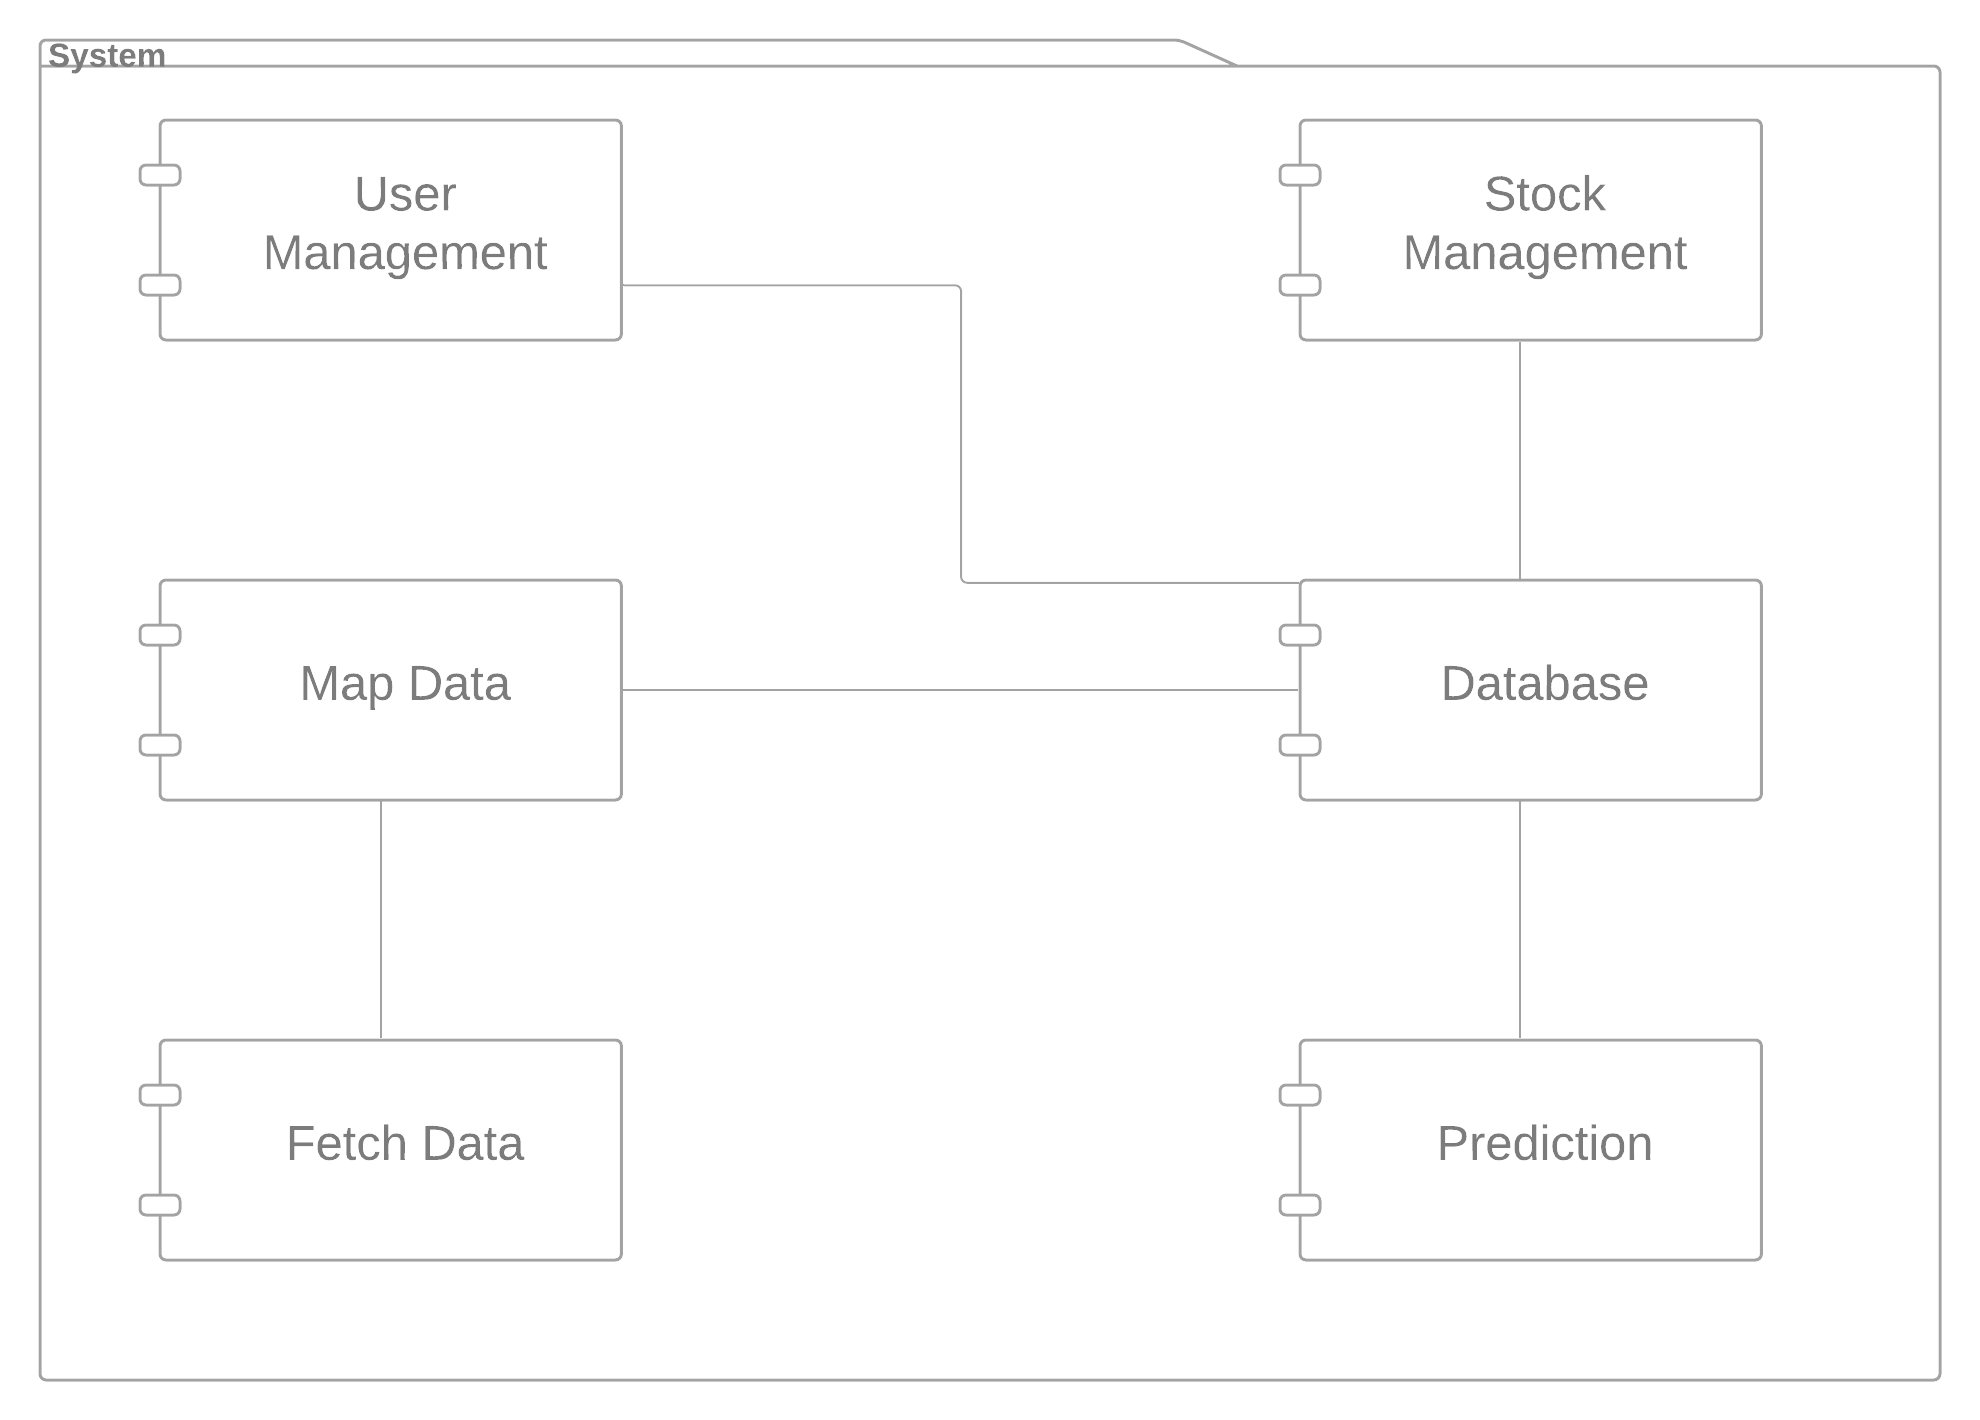 System
User
Management
Stock
Management
Map Data
Database
Fetch Data
Prediction